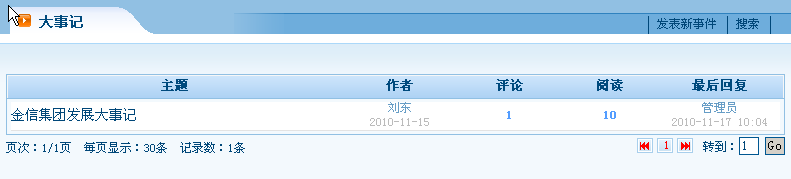 大事记
发表新事件 搜索
主题 作者 评论 阅读 最后回复
金信集团发展大事记 刘东 1 10 管理员
2010-11-15 2010-11-17 10:04
页次：1/1页 每页显示：30条 记录数：1条 1 转到：1 Go